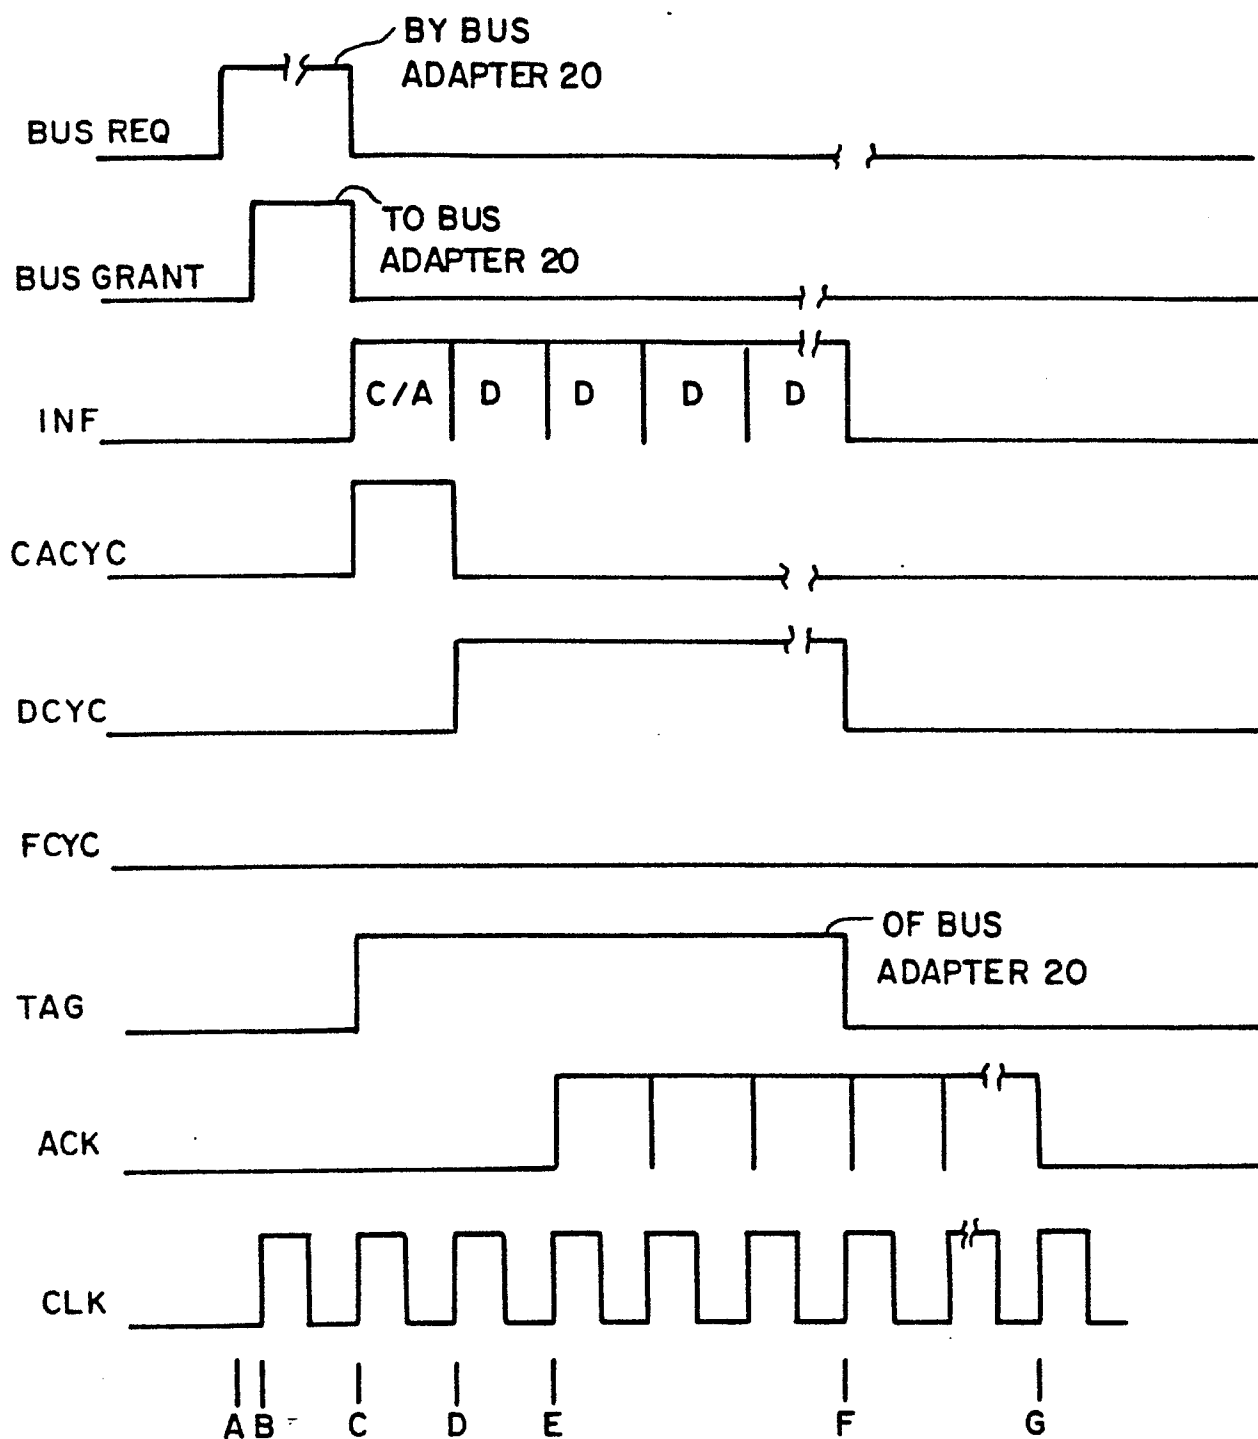 BY BUS
ADAPTER 20
BUS REQ
TO BUS
ADAPTER 20
BUS GRANT
C/A D D D D
INF
CACYC
DCYC
FCYC
OF BUS
ADAPTER 20
TAG
ACK
CLK
A B C D E F G